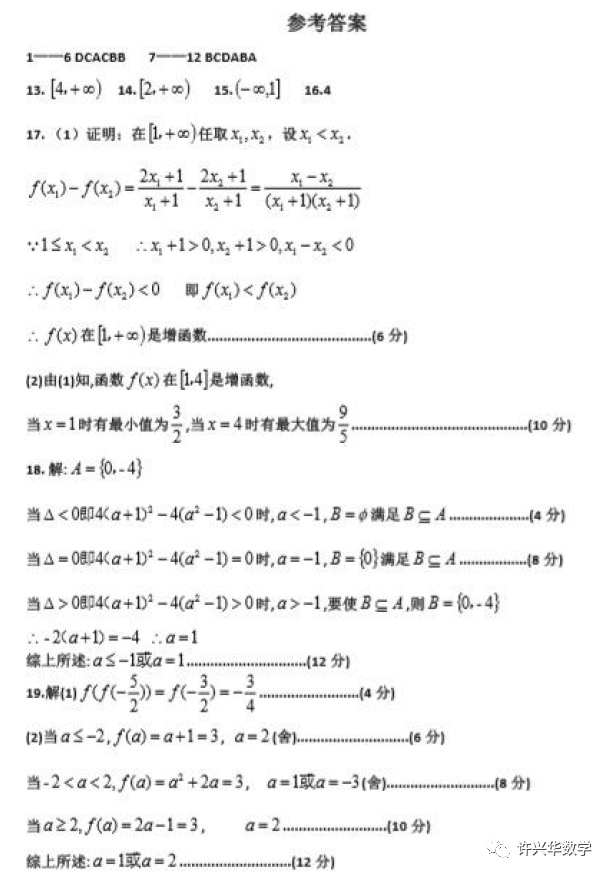 参考答案
1——6 DCACBB 7——12 BCDABA
13. [4,+∞) 14. [2,+∞) 15. (-∞,1] 16.4
17. （1）证明：在[1,+∞)任取x₁,x₂，设x₁<x₂.
f(x₁)-f(x₂)=\frac{2x₁+1}{x₁+1}-\frac{2x₂+1}{x₂+1}=\frac{x₁-x₂}{(x₁+1)(x₂+1)}
∵1≤x₁<x₂ ∴x₁+1>0,x₂+1>0,x₁-x₂<0
∴f(x₁)-f(x₂)<0 即f(x₁)<f(x₂)
∴f(x)在[1,+∞)是增函数........................................(6 分)
(2)由(1)知,函数f(x)在[1,4]是增函数,
当x=1时有最小值为\frac{3}{2},当x=4时有最大值为\frac{9}{5}...........................................(10 分)
18. 解: A={0,-4}
当Δ<0即4(a+1)²-4(a²-1)<0时,a<-1,B=ϕ满足B⊆A....................(4 分)
当Δ=0即4(a+1)²-4(a²-1)=0时,a=-1,B={0}满足B⊆A.................(8 分)
当Δ>0即4(a+1)²-4(a²-1)>0时,a>-1,要使B⊆A,则B={0,-4}
∴-2(a+1)=-4 ∴a=1
综上所述: a≤-1或a=1..............................(12 分)
19.解(1) f(f(-\frac{5}{2}))=f(-\frac{3}{2})=-\frac{3}{4}.........................(4 分)
(2)当a≤-2,f(a)=a+1=3, a=2(舍)............................(6 分)
当-2<a<2,f(a)=a²+2a=3, a=1或a=-3(舍)...........................(8 分)
当a≥2,f(a)=2a-1=3, a=2..........................(10 分)
综上所述: a=1或a=2............................(12 分)
许兴华数学